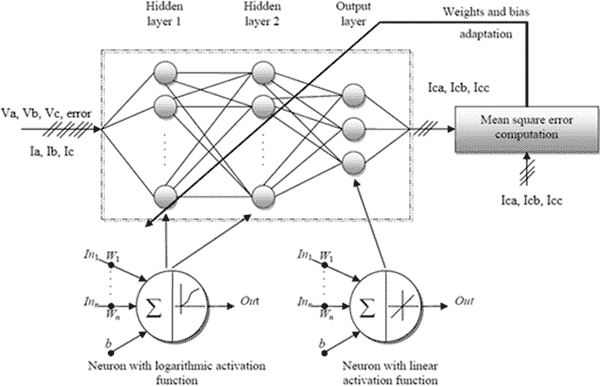 Hidden
layer 1
Hidden
layer 2
Output
layer
Weights and bias
adaptation
Va, Vb, Vc, error
Ia, Ib, Ic
Ica, Icb, Icc
Mean square error
computation
Ica, Icb, Icc
In1 W1
Inn Wn
b
Σ
Out
Neuron with logarithmic activation
function
In1 W1
Inn Wn
b
Σ
Out
Neuron with linear
activation function